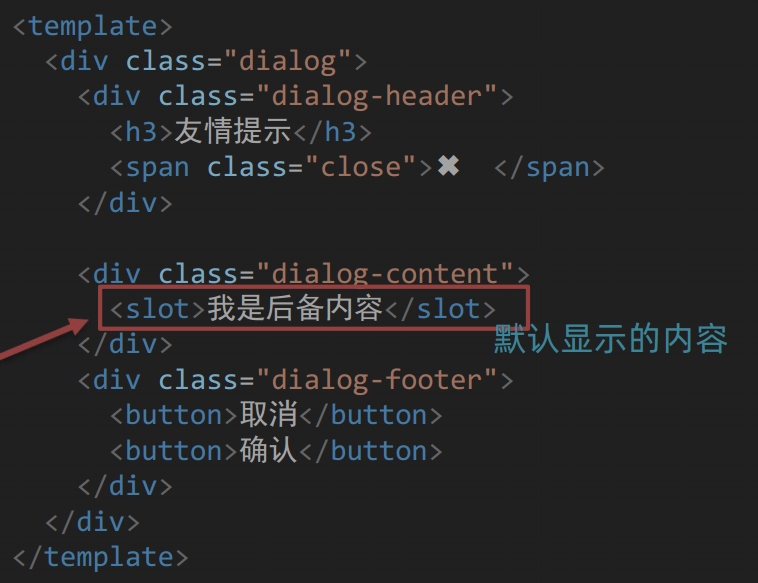 <template>
<div class="dialog">
<div class="dialog-header">
<h3>友情提示</h3>
<span class="close">✖ </span>
</div>
<div class="dialog-content">
<slot>我是后备内容</slot>
默认显示的内容
</div>
<div class="dialog-footer">
<button>取消</button>
<button>确认</button>
</div>
</div>
</template>